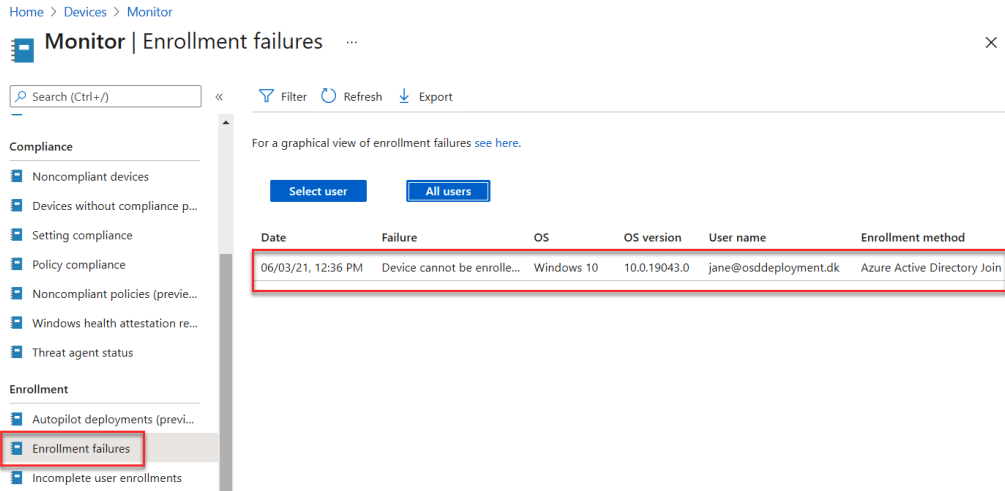 Home > Devices > Monitor
Monitor | Enrollment failures ...
Search (Ctrl+/)
«
Filter Refresh Export
For a graphical view of enrollment failures see here.
Select user All users
Compliance
Noncompliant devices
Devices without compliance p...
Setting compliance
Policy compliance
Noncompliant policies (previe...
Windows health attestation re...
Threat agent status
Enrollment
Autopilot deployments (previ...
Enrollment failures
Incomplete user enrollments
Date Failure OS OS version User name Enrollment method
06/03/21, 12:36 PM Device cannot be enrolle... Windows 10 10.0.19043.0 jane@osddeployment.dk Azure Active Directory Join